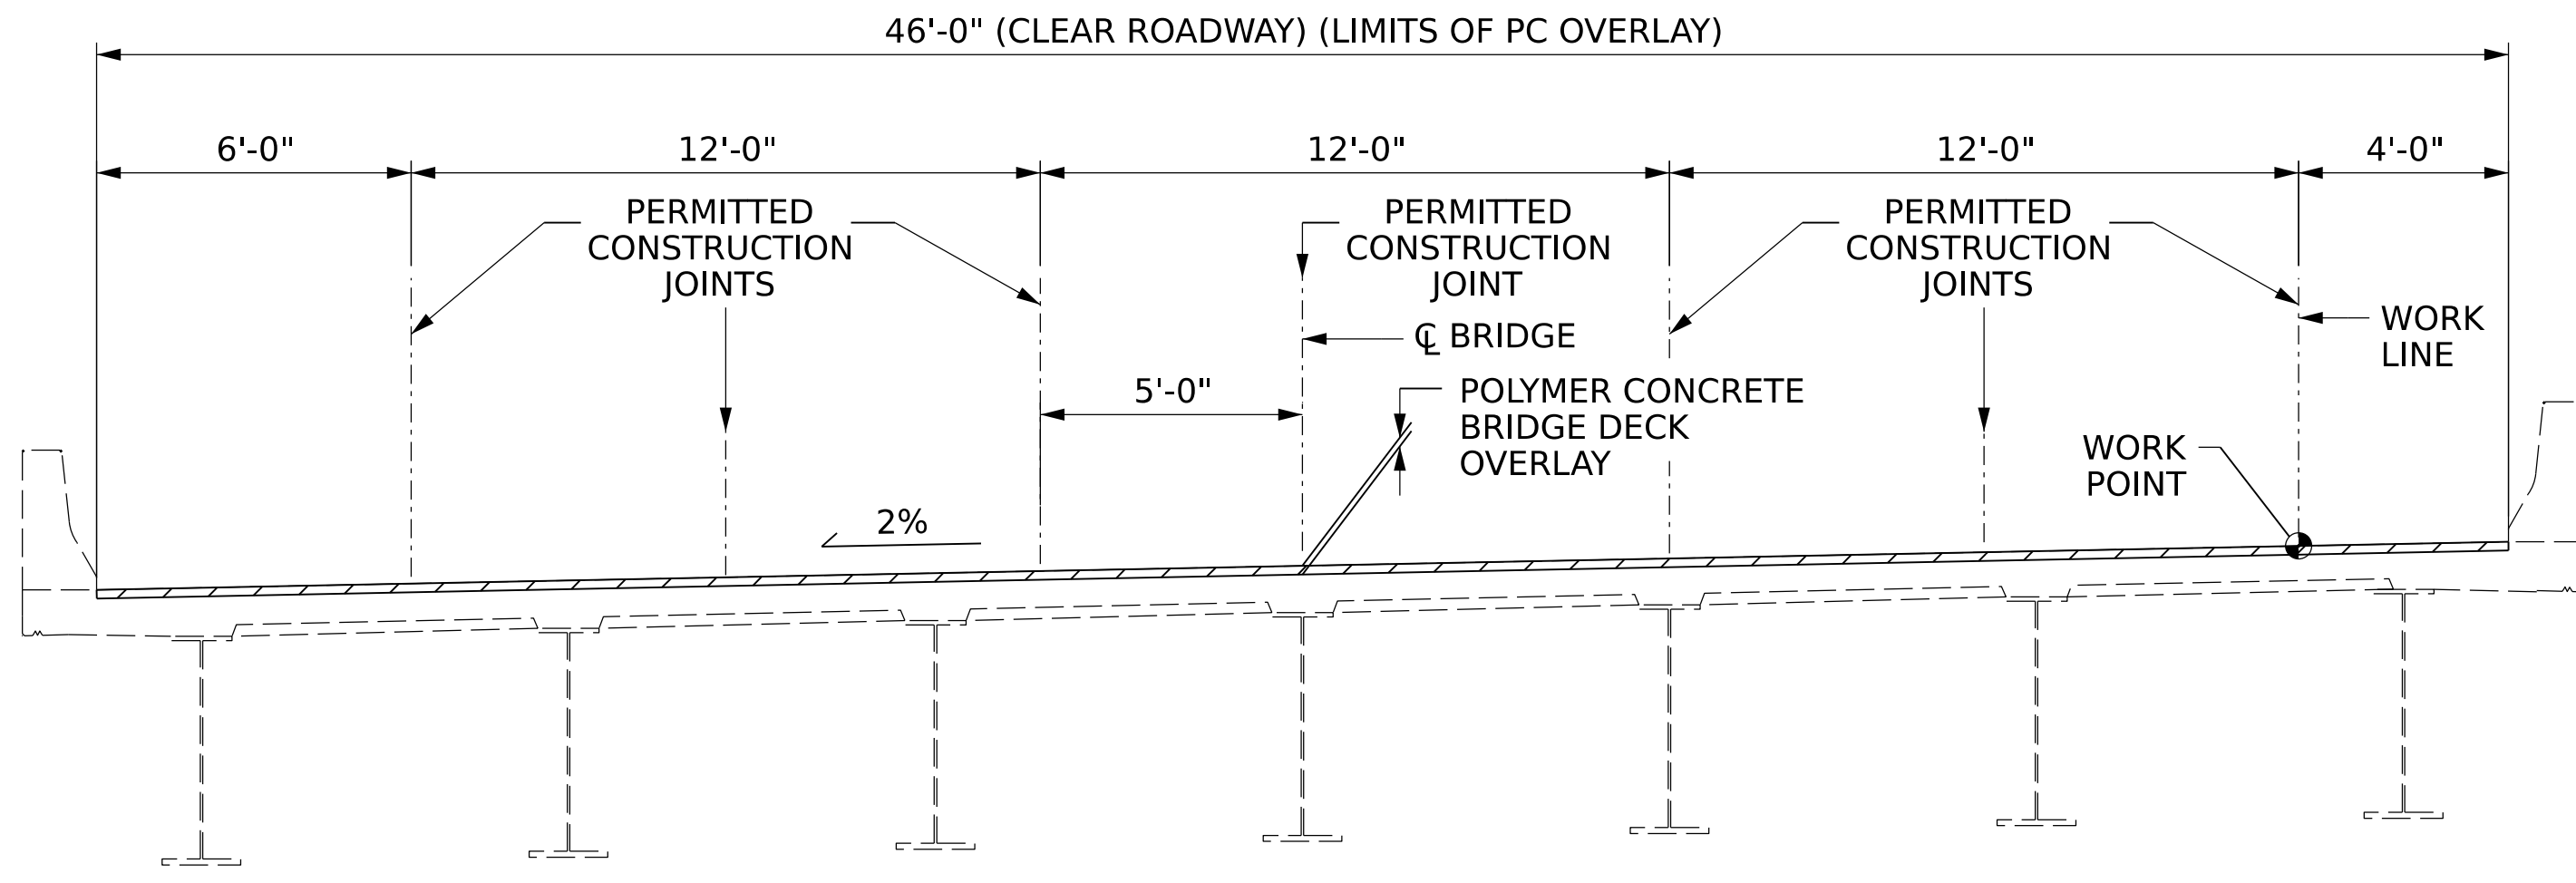 46'-0" (CLEAR ROADWAY) (LIMITS OF PC OVERLAY)
6'-0"
12'-0"
12'-0"
12'-0"
4'-0"
PERMITTED
CONSTRUCTION
JOINTS
PERMITTED
CONSTRUCTION
JOINT
PERMITTED
CONSTRUCTION
JOINTS
WORK
LINE
℄ BRIDGE
5'-0"
POLYMER CONCRETE
BRIDGE DECK
OVERLAY
WORK
POINT
2%